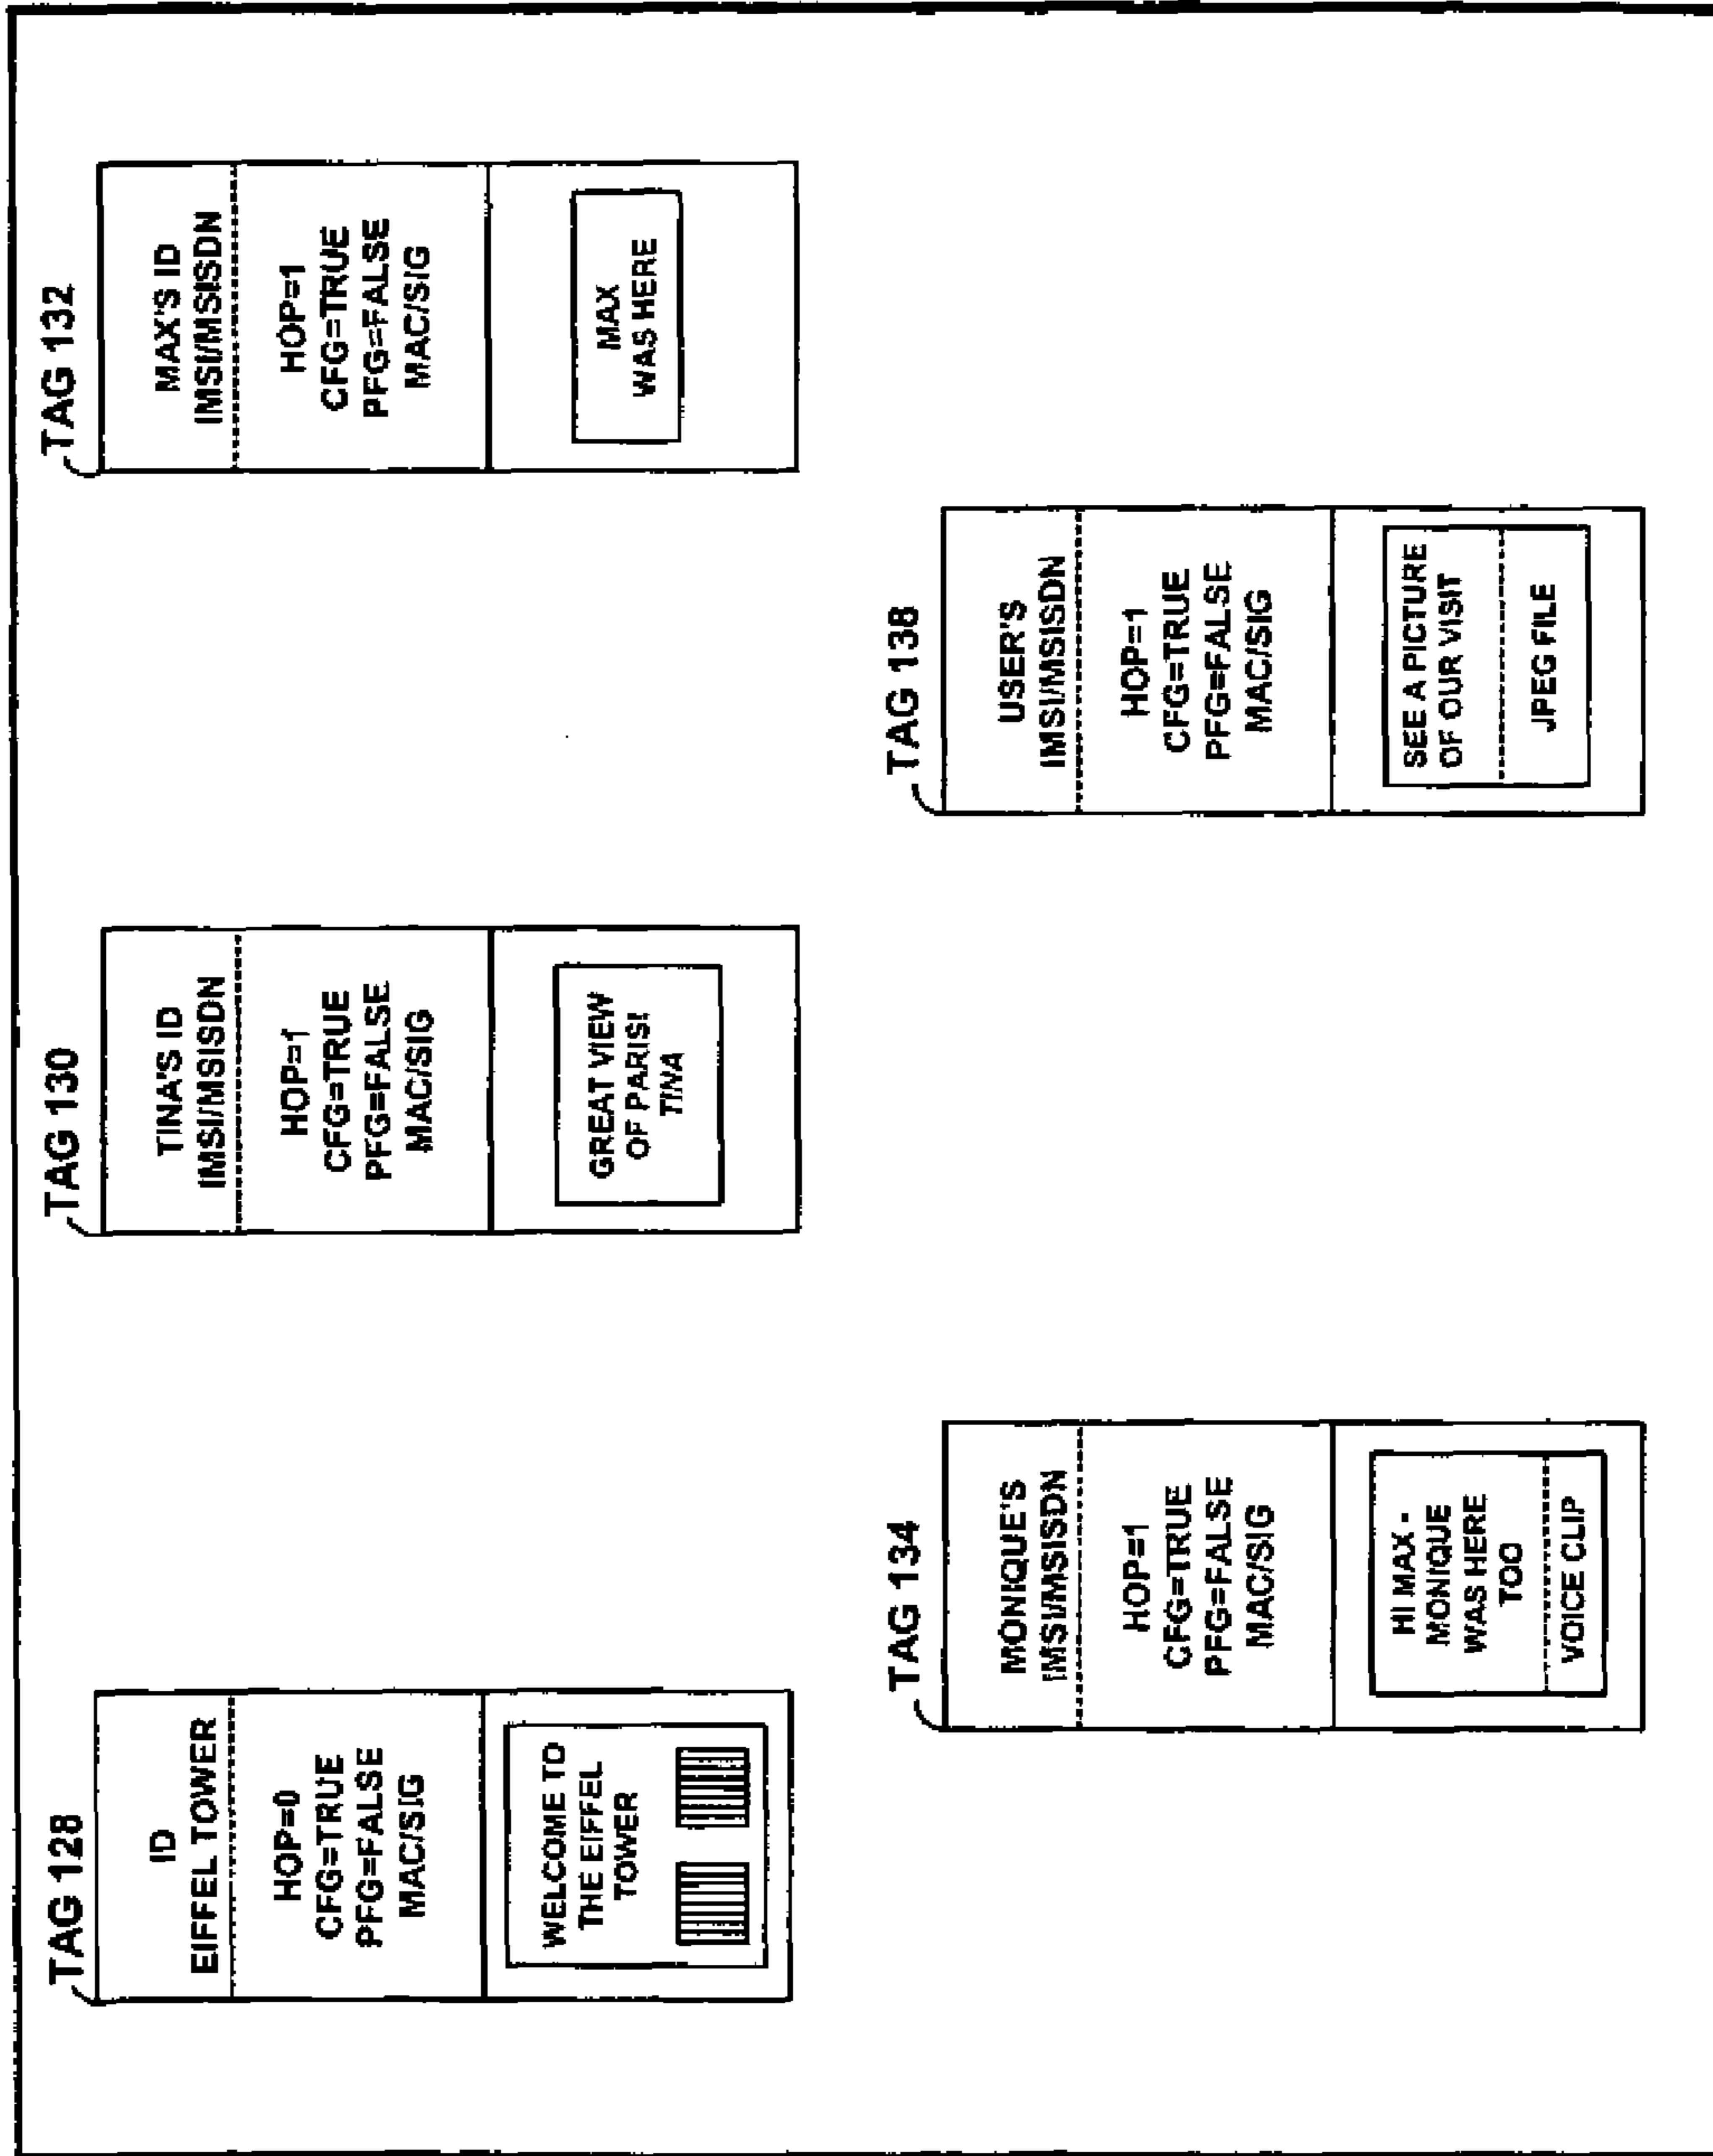 TAG 128
ID
EIFFEL TOWER
HOP=0
CFG=TRUE
PFG=FALSE
MAC/SIG
WELCOME TO
THE EIFFEL
TOWER
TAG 130
TINA'S ID
IMSI/MSISDN
HOP=1
CFG=TRUE
PFG=FALSE
MAC/SIG
GREAT VIEW
OF PARIS!
TINA
TAG 132
MAX'S ID
IMSI/MSISDN
HOP=1
CFG=TRUE
PFG=FALSE
MAC/SIG
MAX
WAS HERE
TAG 134
MONIQUE'S
IMSI/MSISDN
HOP=1
CFG=TRUE
PFG=FALSE
MAC/SIG
HI MAX -
MONIQUE
WAS HERE
TOO
VOICE CLIP
TAG 138
USER'S
IMSI/MSISDN
HOP=1
CFG=TRUE
PFG=FALSE
MAC/SIG
SEE A PICTURE
OF OUR VISIT
JPEG FILE